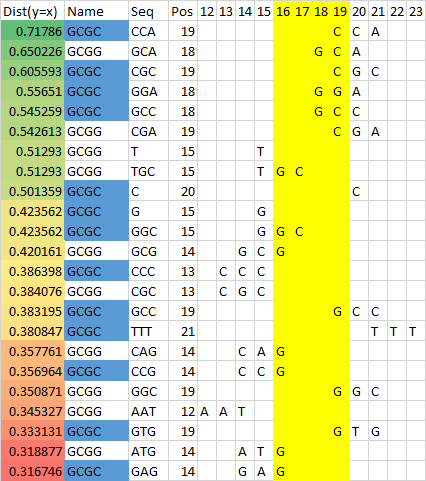 Dist(y=x) Name Seq Pos 12 13 14 15 16 17 18 19 20 21 22 23
0.71786 GCGC CCA 19 C C A
0.650226 GCGG GCA 18 G C A
0.605593 GCGC CGC 19 C G C
0.55651 GCGC GGA 18 G G A
0.545259 GCGC GCC 18 G C C
0.542613 GCGG CGA 19 C G A
0.51293 GCGG T 15 T
0.51293 GCGG TGC 15 T G C
0.501359 GCGC C 20 C
0.423562 GCGC G 15 G
0.423562 GCGC GGC 15 G G C
0.420161 GCGG GCG 14 G C G
0.386398 GCGC CCC 13 C C C
0.384076 GCGG CGC 13 C G C
0.383195 GCGC GCC 19 G C C
0.380847 GCGC TTT 21 T T T
0.357761 GCGG CAG 14 C A G
0.356964 GCGC CCG 14 C C G
0.350871 GCGG GGC 19 G G C
0.345327 GCGG AAT 12 A A T
0.333131 GCGC GTG 19 G T G
0.318877 GCGG ATG 14 A T G
0.316746 GCGC GAG 14 G A G